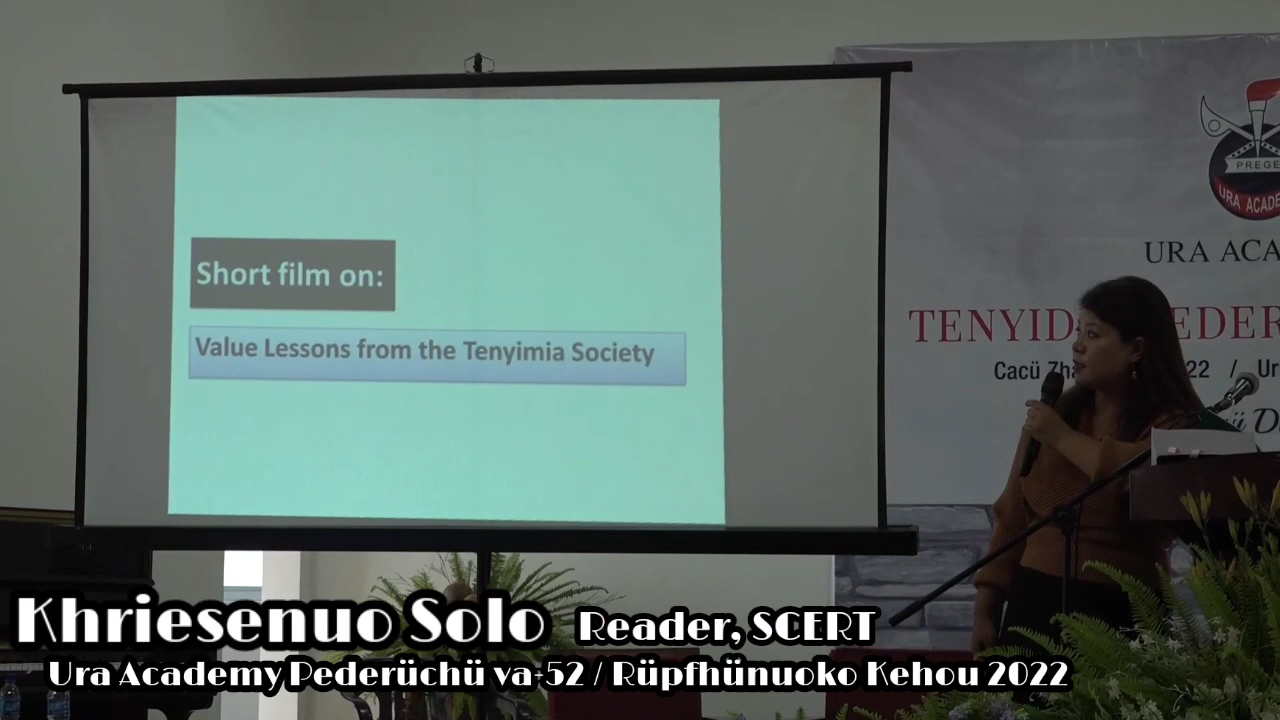 Short film on:
Value Lessons from the Tenyimia Society
PREGE
URA ACADE
URA ACA
TENYID EDER
Cacü Zha 22 / Ur
Khriesenuo Solo Reader, SCERT
Ura Academy Pederüchü va-52 / Rüpfhünuoko Kehou 2022